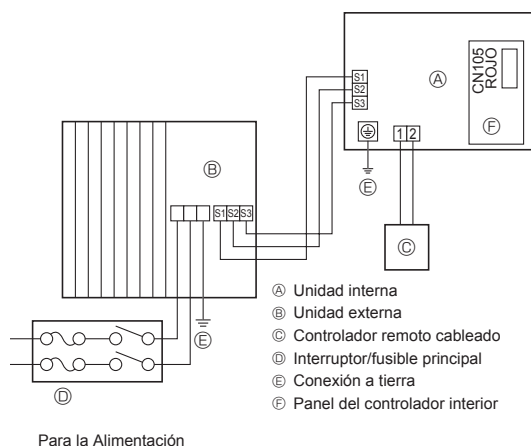 CN105
ROJO
Ⓐ
S1
S2
S3
Ⓕ
1 2
Ⓔ
Ⓑ
S1 S2 S3
Ⓒ
Ⓔ
Ⓓ
Ⓐ Unidad interna
Ⓑ Unidad externa
Ⓒ Controlador remoto cableado
Ⓓ Interruptor/fusible principal
Ⓔ Conexión a tierra
Ⓕ Panel del controlador interior
Para la Alimentación